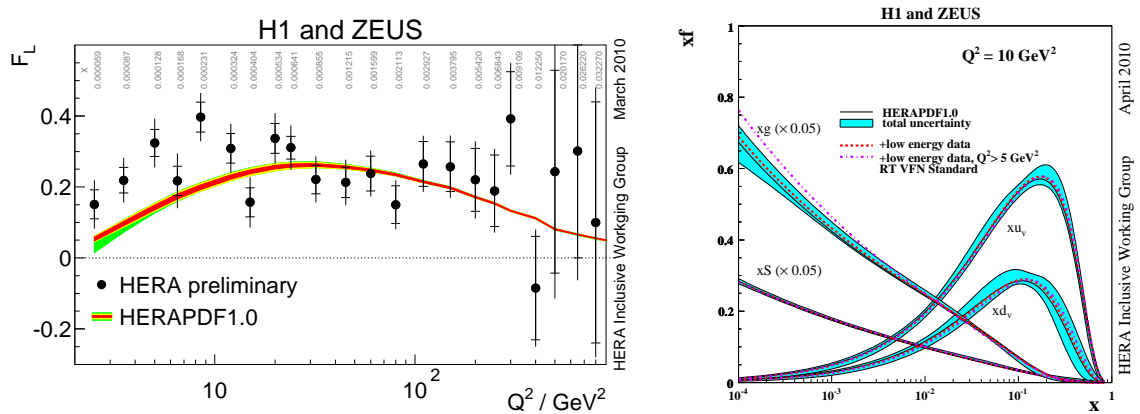 H1 and ZEUS
F_L
x
0.000059
0.000087
0.000128
0.000168
0.000231
0.000324
0.000404
0.000534
0.000641
0.000855
0.001215
0.001599
0.002113
0.002927
0.003795
0.005420
0.006843
0.009109
0.012250
0.020170
0.026220
0.032270
0.4
0.2
0
-0.2
HERA preliminary
HERAPDF1.0
10
10²
Q² / GeV²
HERA Inclusive Workging Group
March 2010
H1 and ZEUS
xf
1
0.8
0.6
0.4
0.2
0
Q² = 10 GeV²
HERAPDF1.0
total uncertainty
+low energy data
+low energy data, Q²> 5 GeV²
RT VFN Standard
xg (× 0.05)
xS (× 0.05)
xu_v
xd_v
10⁻⁴
10⁻³
10⁻²
10⁻¹
1
x
HERA Inclusive Working Group
April 2010